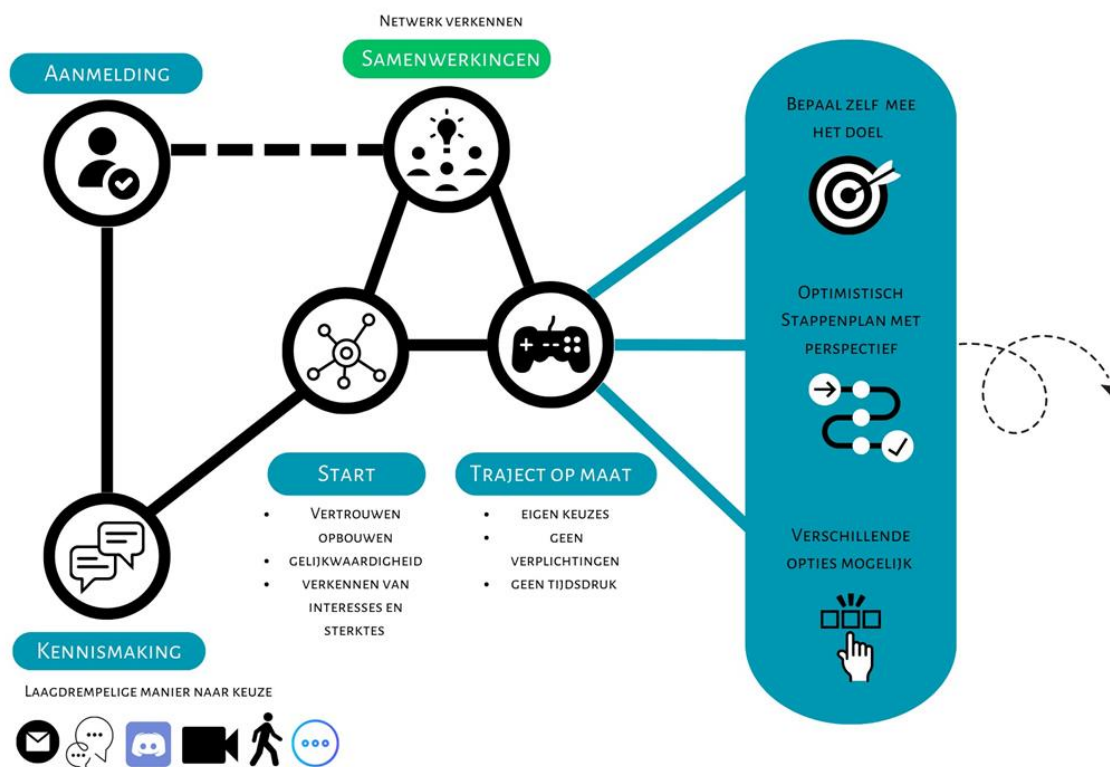 Netwerk verkennen
Samenwerkingen
Aanmelding
Bepaal zelf mee
het doel
Optimistisch
Stappenplan met
perspectief
Start
• Vertrouwen
opbouwen
• gelijkwaardigheid
• verkennen van
interesses en
sterktes
Traject op maat
• eigen keuzes
• geen
verplichtingen
• geen tijdsdruk
Verschillende
opties mogelijk
Kennismaking
Laagdrempelige manier naar keuze